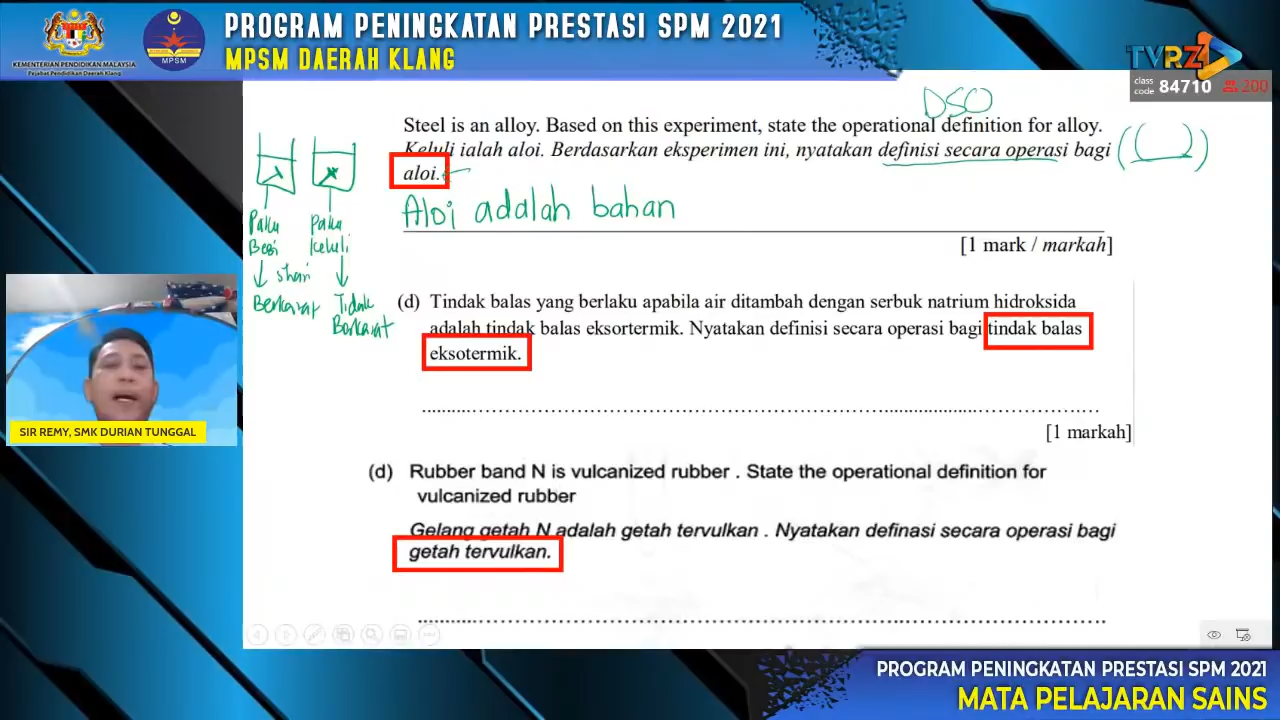 PROGRAM PENINGKATAN PRESTASI SPM 2021
MPSM DAERAH KLANG
KEMENTERIAN PENDIDIKAN MALAYSIA
Pejabat Pendidikan Daerah Klang
MPSM
TVRZ
class code 84710 200
DSO
Steel is an alloy. Based on this experiment, state the operational definition for alloy.
Keluli ialah aloi. Berdasarkan eksperimen ini, nyatakan definisi secara operasi bagi
aloi.
Aloi adalah bahan
[1 mark / markah]
Paku Paku
Besi Keluli
5hari
Berkarat Tidak
Berkarat
(d) Tindak balas yang berlaku apabila air ditambah dengan serbuk natrium hidroksida
adalah tindak balas eksortermik. Nyatakan definisi secara operasi bagi tindak balas
eksotermik.
[1 markah]
(d) Rubber band N is vulcanized rubber . State the operational definition for
vulcanized rubber
Gelang getah N adalah getah tervulkan . Nyatakan definasi secara operasi bagi
getah tervulkan.
SIR REMY, SMK DURIAN TUNGGAL
PROGRAM PENINGKATAN PRESTASI SPM 2021
MATA PELAJARAN SAINS